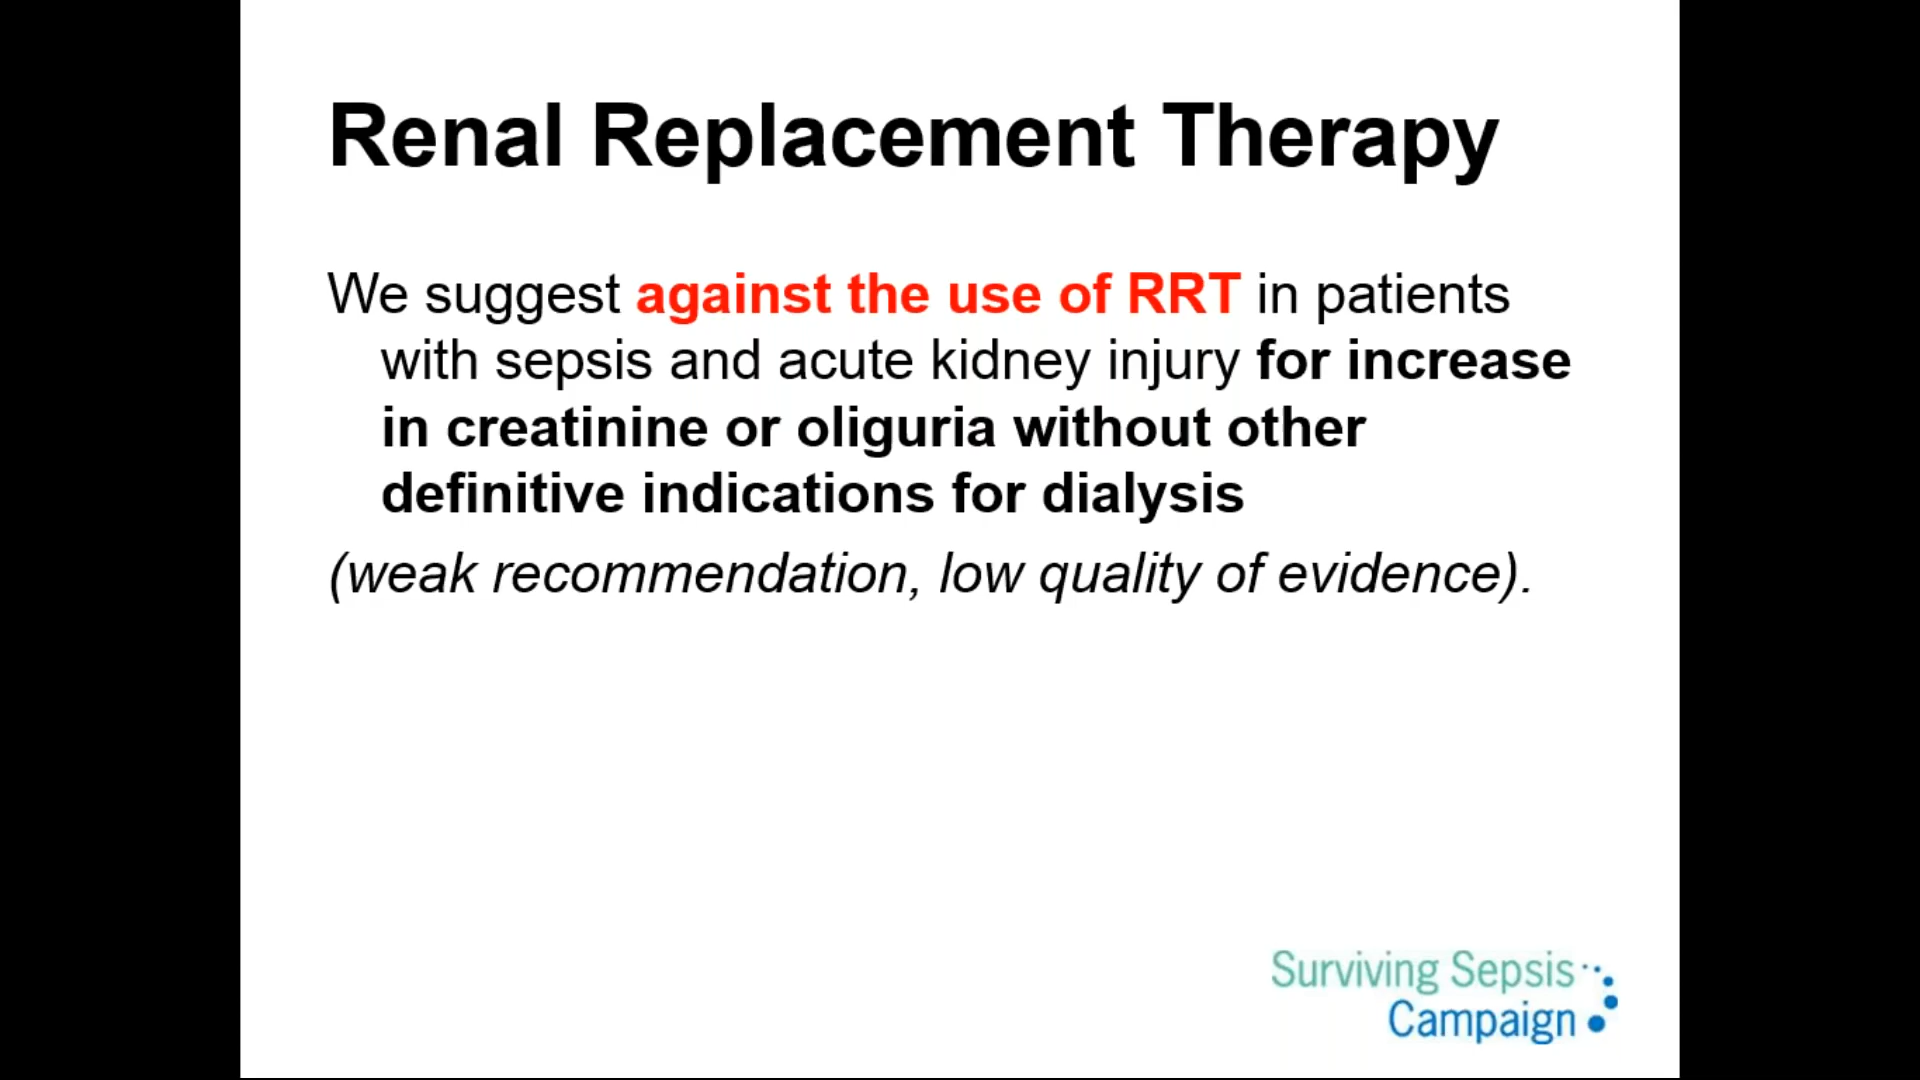 Renal Replacement Therapy
We suggest against the use of RRT in patients
with sepsis and acute kidney injury for increase
in creatinine or oliguria without other
definitive indications for dialysis
(weak recommendation, low quality of evidence).
Surviving Sepsis
Campaign